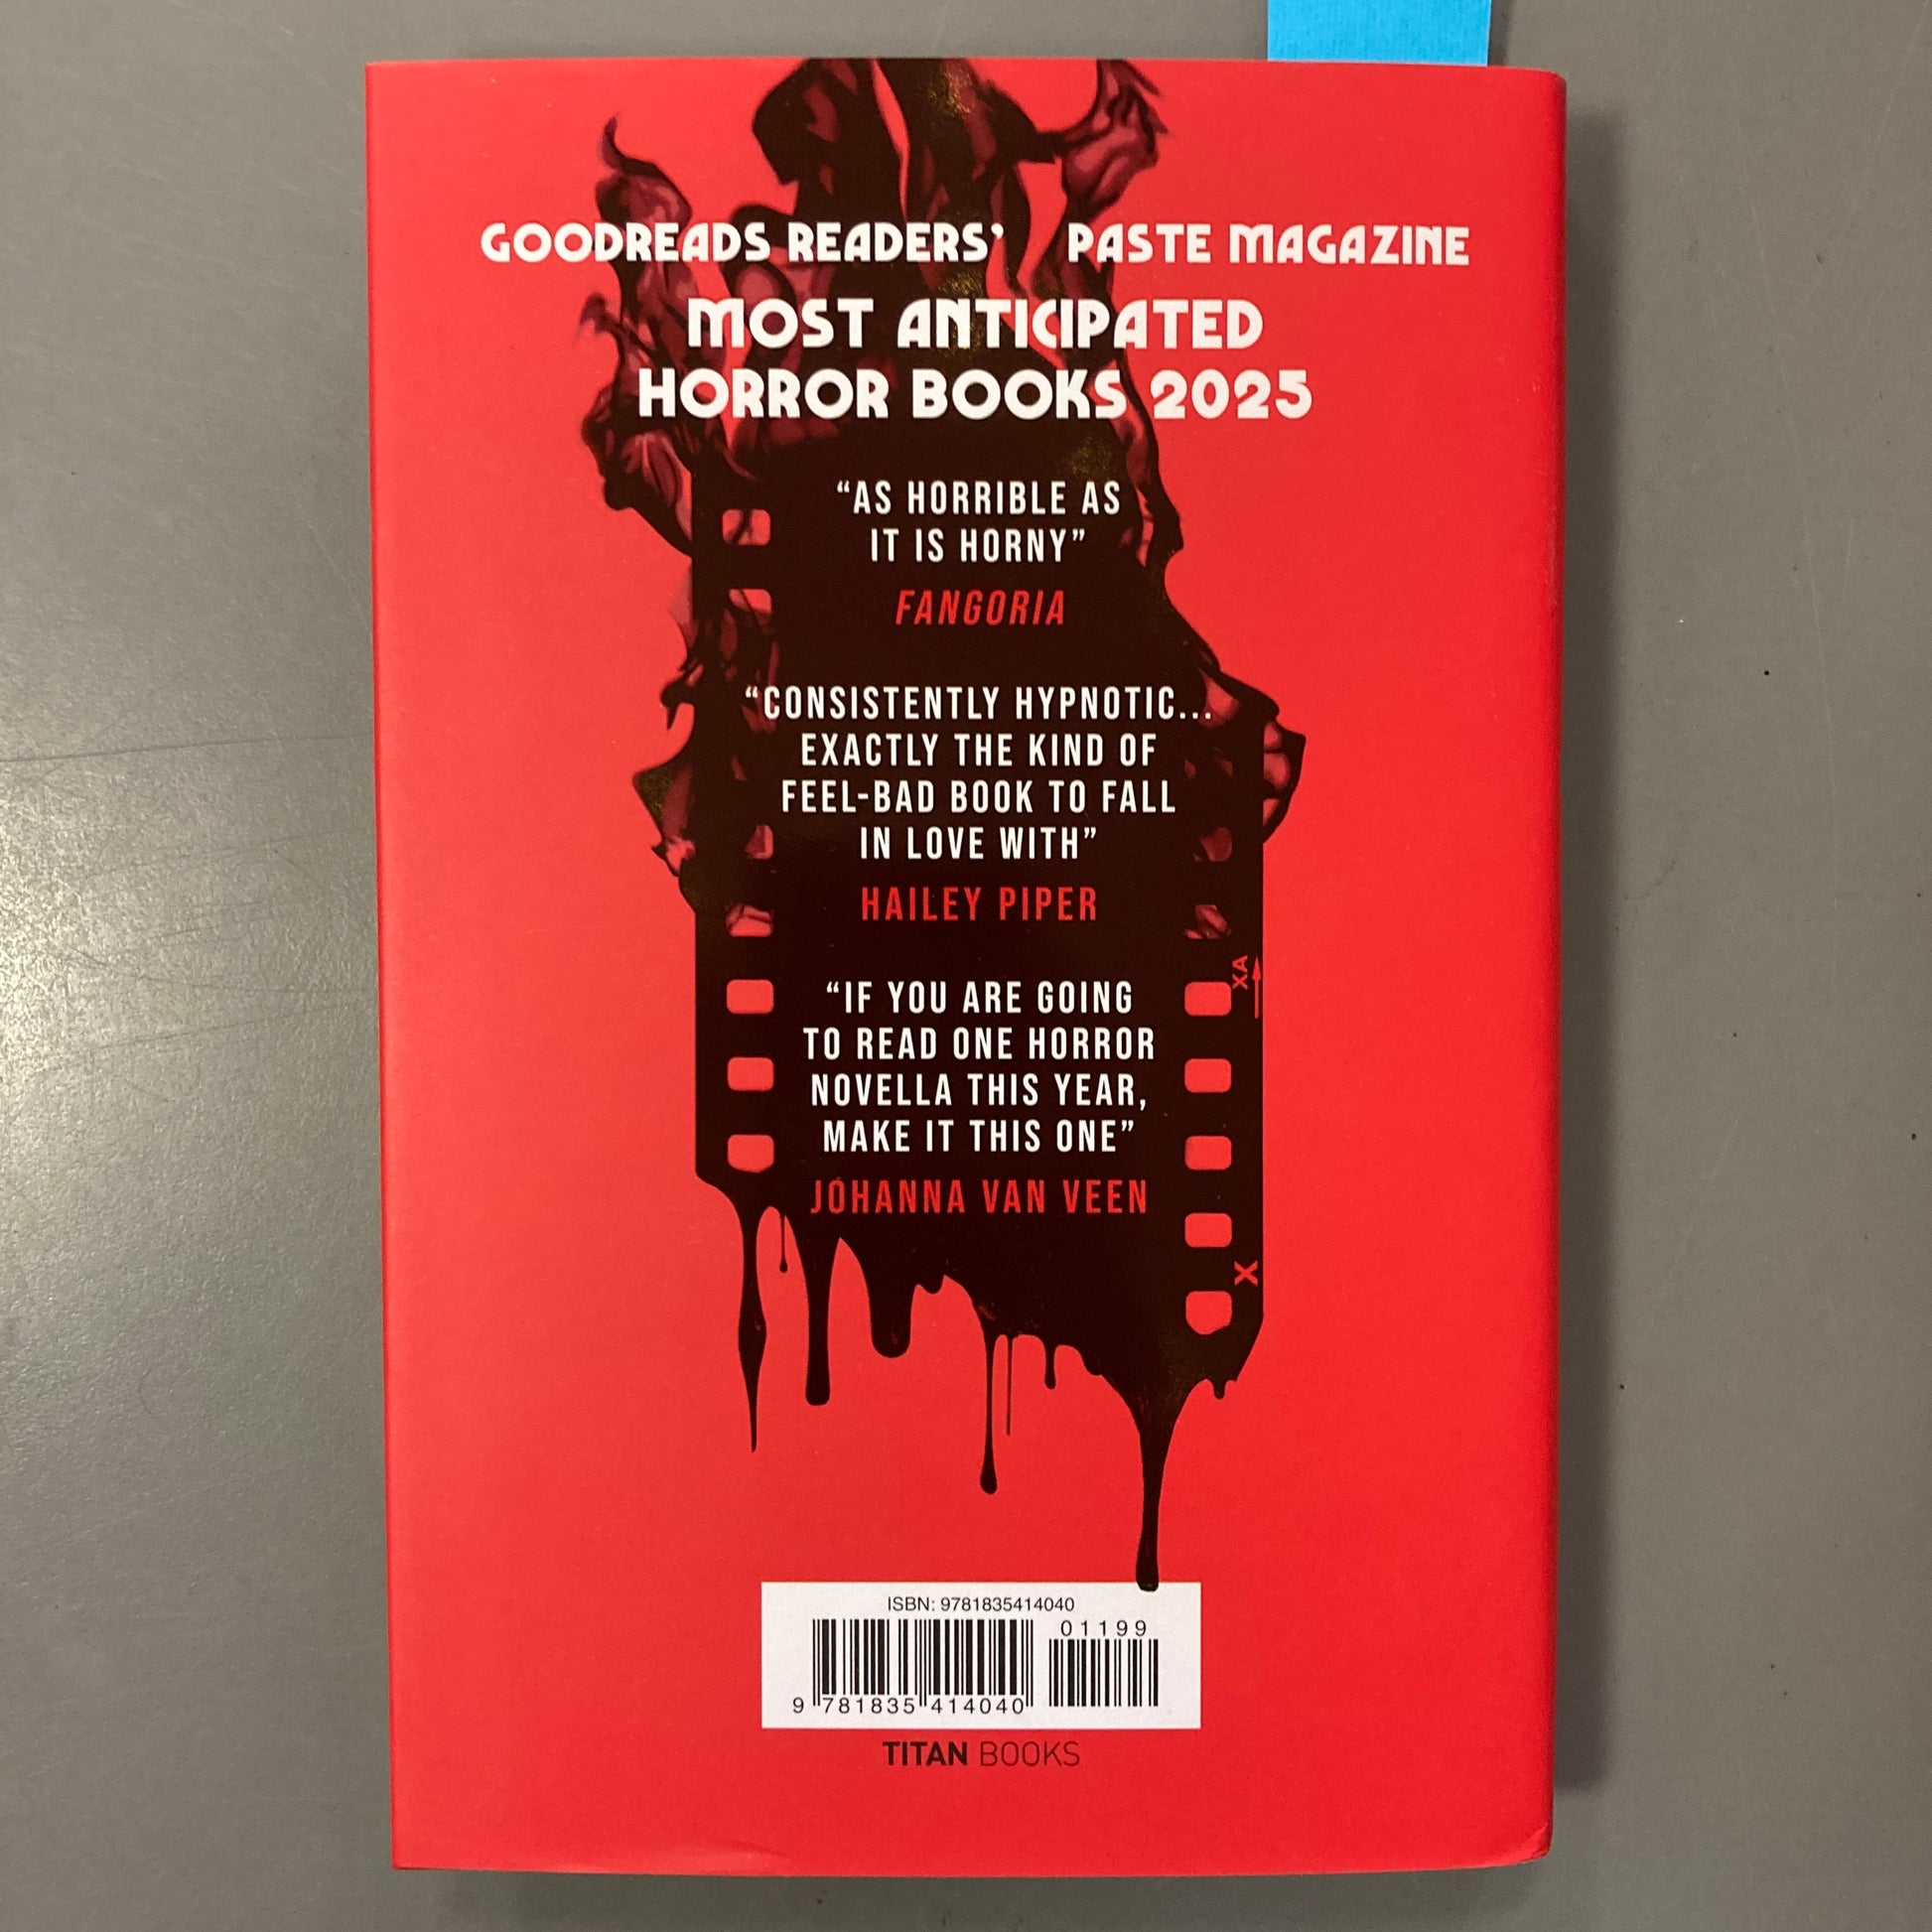 GOODREADS READERS' PASTE MAGAZINE
MOST ANTICIPATED
HORROR BOOKS 2025
“AS HORRIBLE AS
IT IS HORNY”
FANGORIA
“CONSISTENTLY HYPNOTIC...
EXACTLY THE KIND OF
FEEL-BAD BOOK TO FALL
IN LOVE WITH”
HAILEY PIPER
XA
“IF YOU ARE GOING
TO READ ONE HORROR
NOVELLA THIS YEAR,
MAKE IT THIS ONE”
JOHANNA VAN VEEN
X
ISBN: 9781835414040
01199
9 781835 414040
TITAN BOOKS